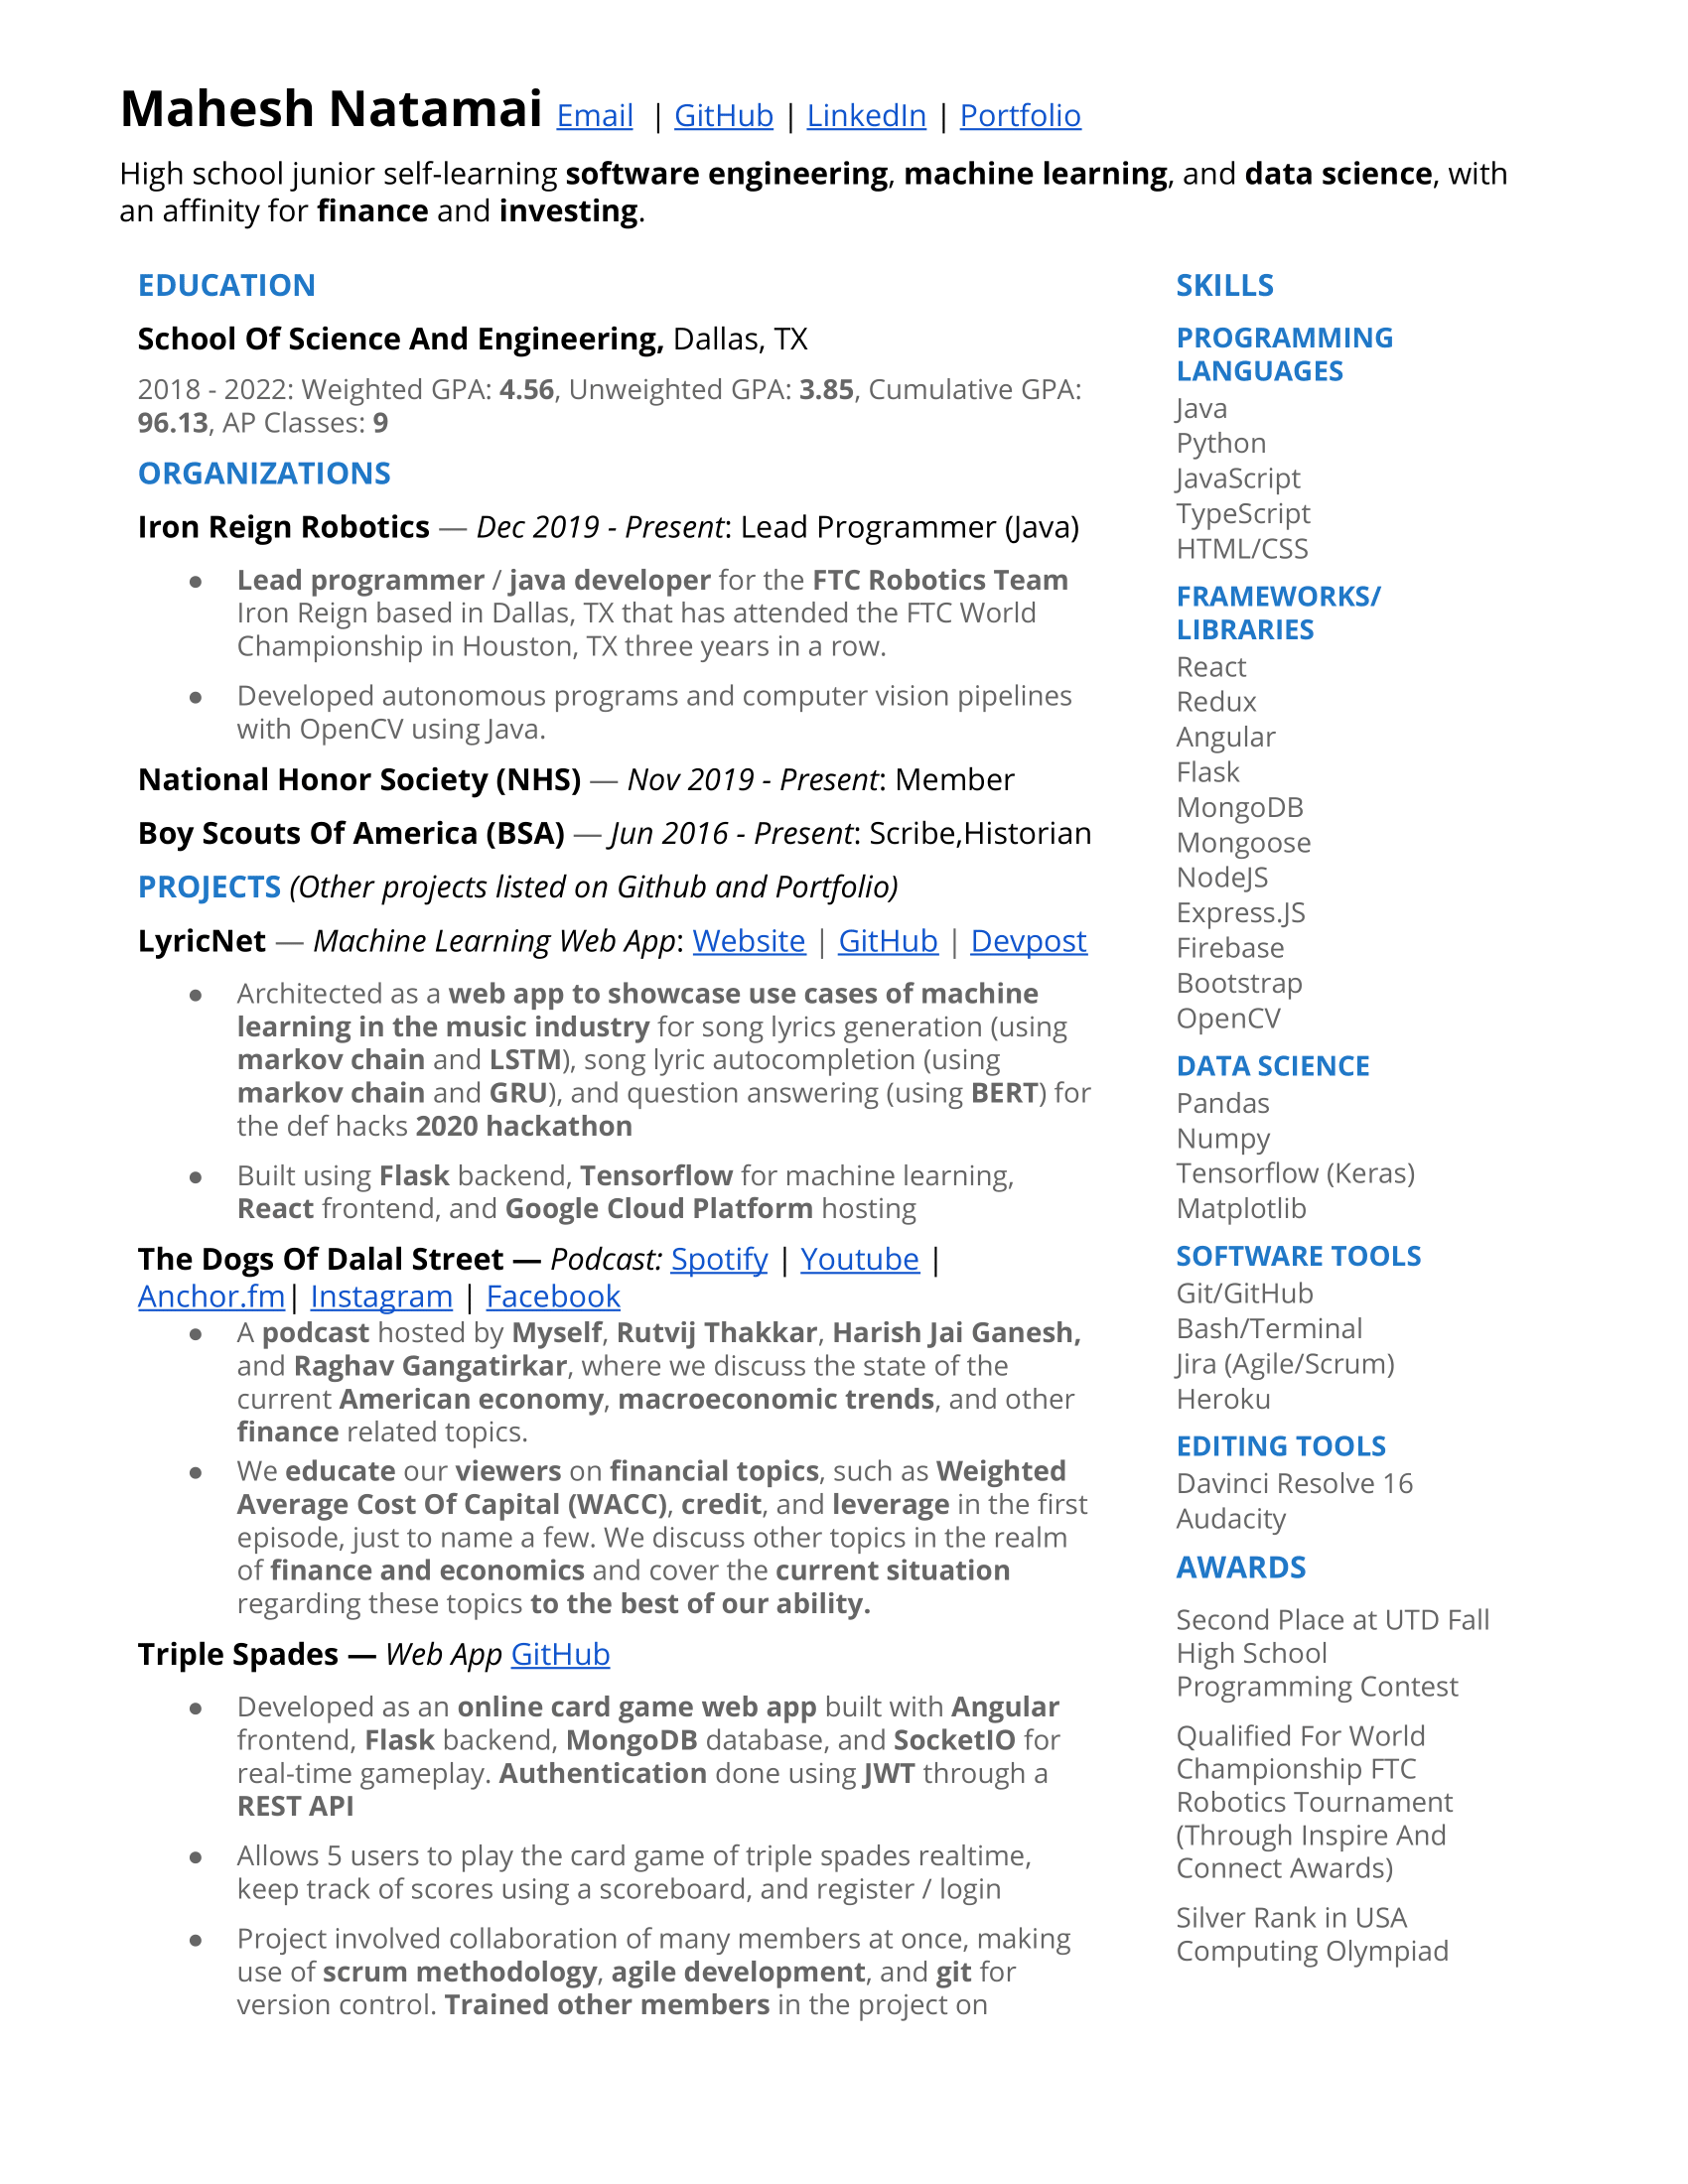 Mahesh Natamai Email | GitHub | LinkedIn | Portfolio
High school junior self-learning software engineering, machine learning, and data science, with
an affinity for finance and investing.
EDUCATION
School Of Science And Engineering, Dallas, TX
2018 - 2022: Weighted GPA: 4.56, Unweighted GPA: 3.85, Cumulative GPA:
96.13, AP Classes: 9
ORGANIZATIONS
Iron Reign Robotics — Dec 2019 - Present: Lead Programmer (Java)
● Lead programmer / java developer for the FTC Robotics Team
Iron Reign based in Dallas, TX that has attended the FTC World
Championship in Houston, TX three years in a row.
● Developed autonomous programs and computer vision pipelines
with OpenCV using Java.
National Honor Society (NHS) — Nov 2019 - Present: Member
Boy Scouts Of America (BSA) — Jun 2016 - Present: Scribe,Historian
PROJECTS (Other projects listed on Github and Portfolio)
LyricNet — Machine Learning Web App: Website | GitHub | Devpost
● Architected as a web app to showcase use cases of machine
learning in the music industry for song lyrics generation (using
markov chain and LSTM), song lyric autocompletion (using
markov chain and GRU), and question answering (using BERT) for
the def hacks 2020 hackathon
● Built using Flask backend, Tensorflow for machine learning,
React frontend, and Google Cloud Platform hosting
The Dogs Of Dalal Street — Podcast: Spotify | Youtube |
Anchor.fm| Instagram | Facebook
● A podcast hosted by Myself, Rutvij Thakkar, Harish Jai Ganesh,
and Raghav Gangatirkar, where we discuss the state of the
current American economy, macroeconomic trends, and other
finance related topics.
● We educate our viewers on financial topics, such as Weighted
Average Cost Of Capital (WACC), credit, and leverage in the first
episode, just to name a few. We discuss other topics in the realm
of finance and economics and cover the current situation
regarding these topics to the best of our ability.
Triple Spades — Web App GitHub
● Developed as an online card game web app built with Angular
frontend, Flask backend, MongoDB database, and SocketIO for
real-time gameplay. Authentication done using JWT through a
REST API
● Allows 5 users to play the card game of triple spades realtime,
keep track of scores using a scoreboard, and register / login
● Project involved collaboration of many members at once, making
use of scrum methodology, agile development, and git for
version control. Trained other members in the project on
SKILLS
PROGRAMMING
LANGUAGES
Java
Python
JavaScript
TypeScript
HTML/CSS
FRAMEWORKS/
LIBRARIES
React
Redux
Angular
Flask
MongoDB
Mongoose
NodeJS
Express.JS
Firebase
Bootstrap
OpenCV
DATA SCIENCE
Pandas
Numpy
Tensorflow (Keras)
Matplotlib
SOFTWARE TOOLS
Git/GitHub
Bash/Terminal
Jira (Agile/Scrum)
Heroku
EDITING TOOLS
Davinci Resolve 16
Audacity
AWARDS
Second Place at UTD Fall
High School
Programming Contest
Qualified For World
Championship FTC
Robotics Tournament
(Through Inspire And
Connect Awards)
Silver Rank in USA
Computing Olympiad